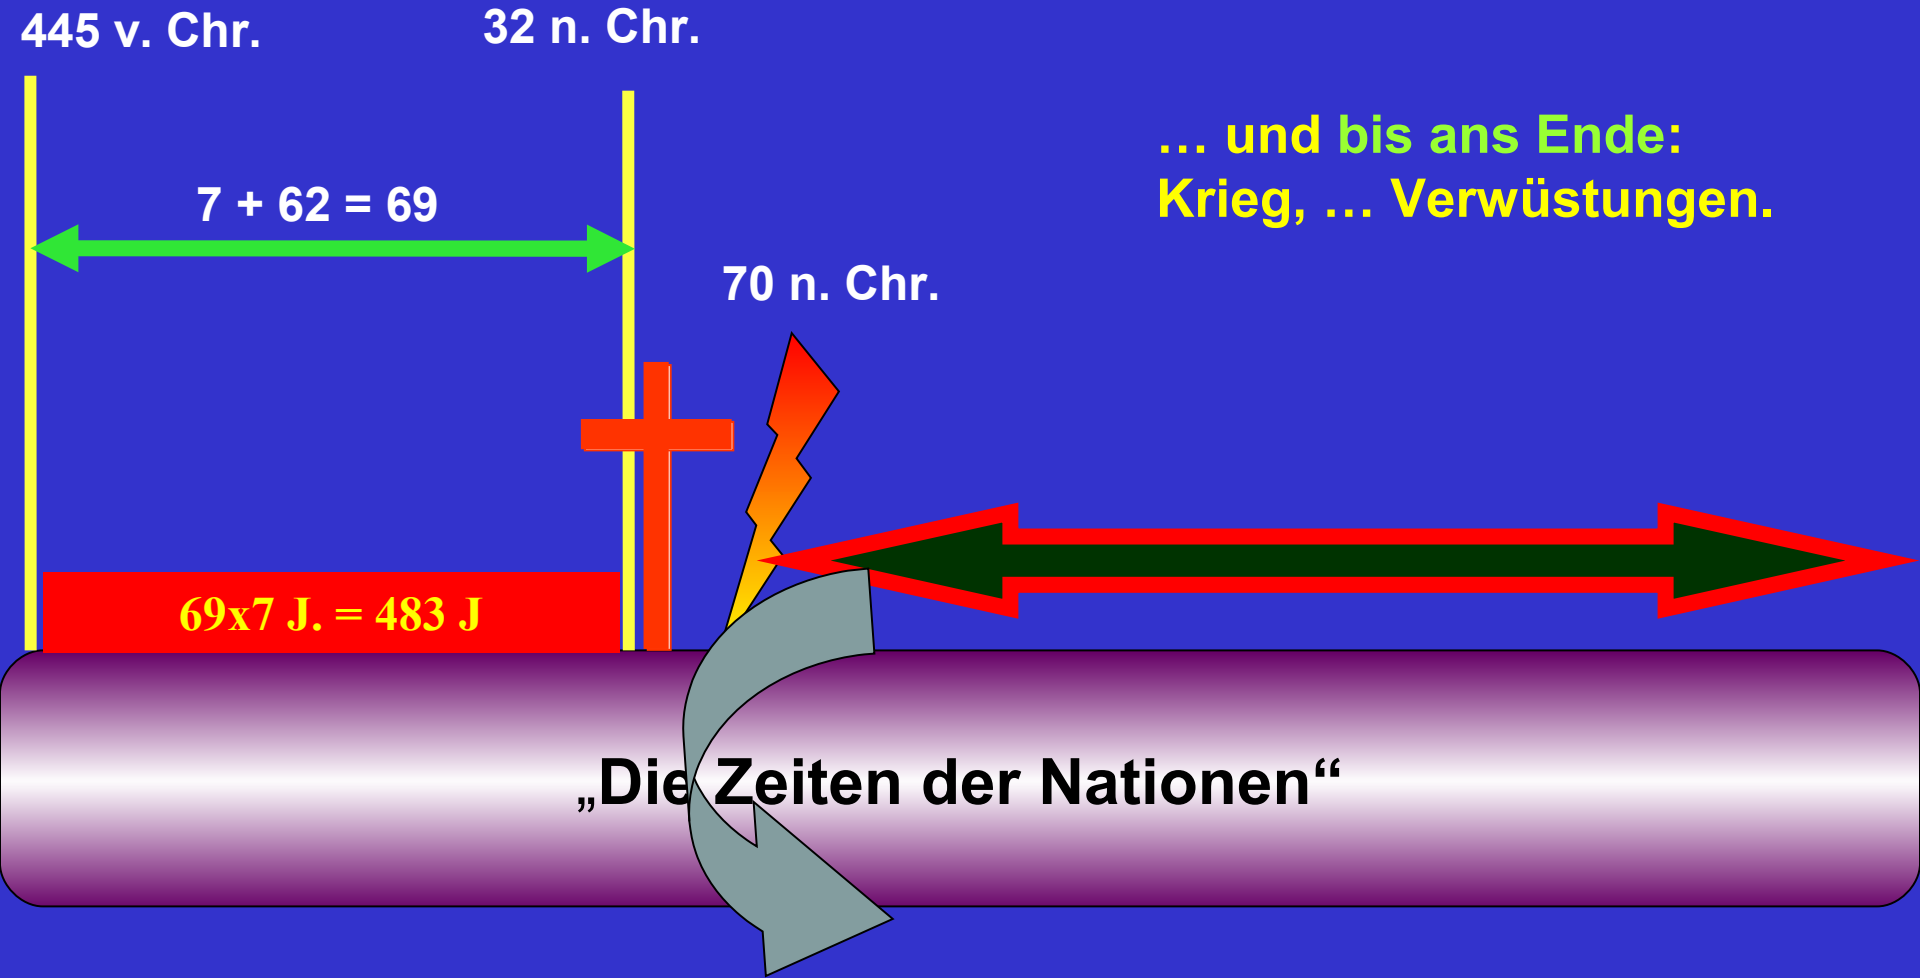 445 v. Chr.
32 n. Chr.
… und bis ans Ende:
Krieg, … Verwüstungen.
7 + 62 = 69
70 n. Chr.
69x7 J. = 483 J
„Die Zeiten der Nationen“